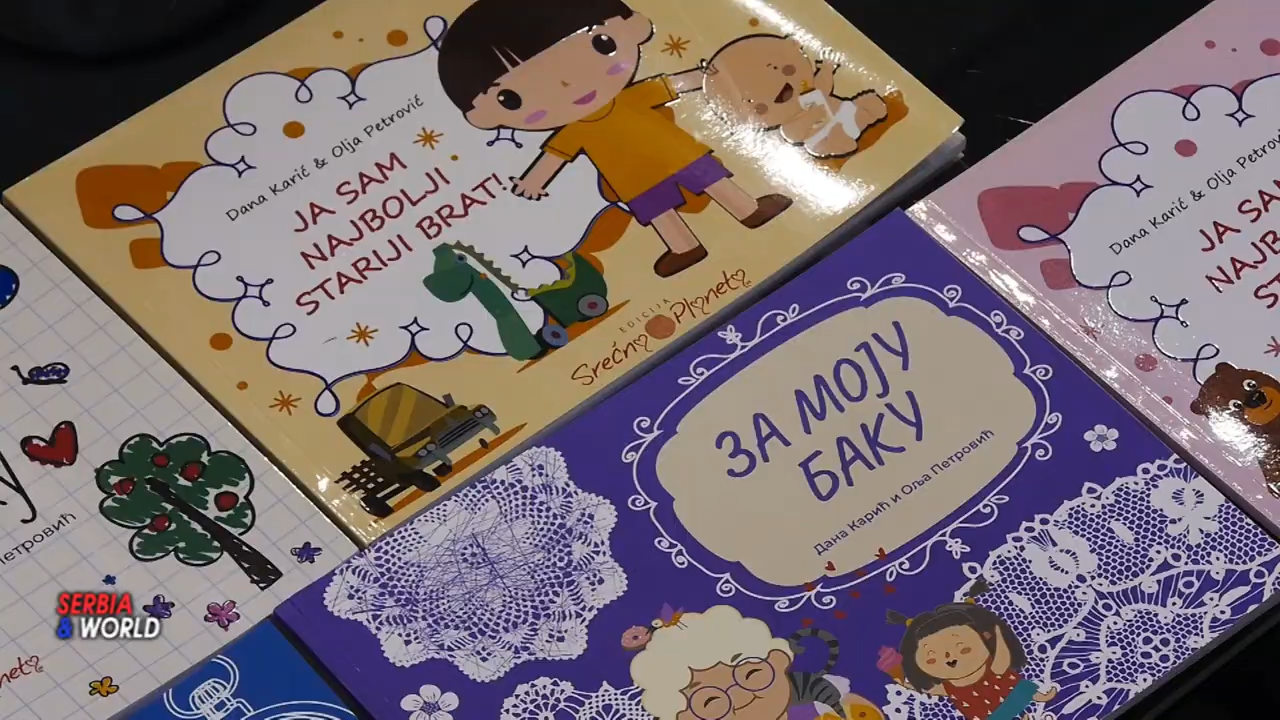 Dana Karić & Olja Petrović
JA SAM
NAJBOLJI
STARIJI BRAT!
EDICIJA
Srećna Planeta
Dana Karić & Olja Petrović
JA SA
NAJB
ST
ЗА МОЈУ
БАКУ
Дана Карић и Оља Петровић
у
Петровић
SERBIA
& WORLD